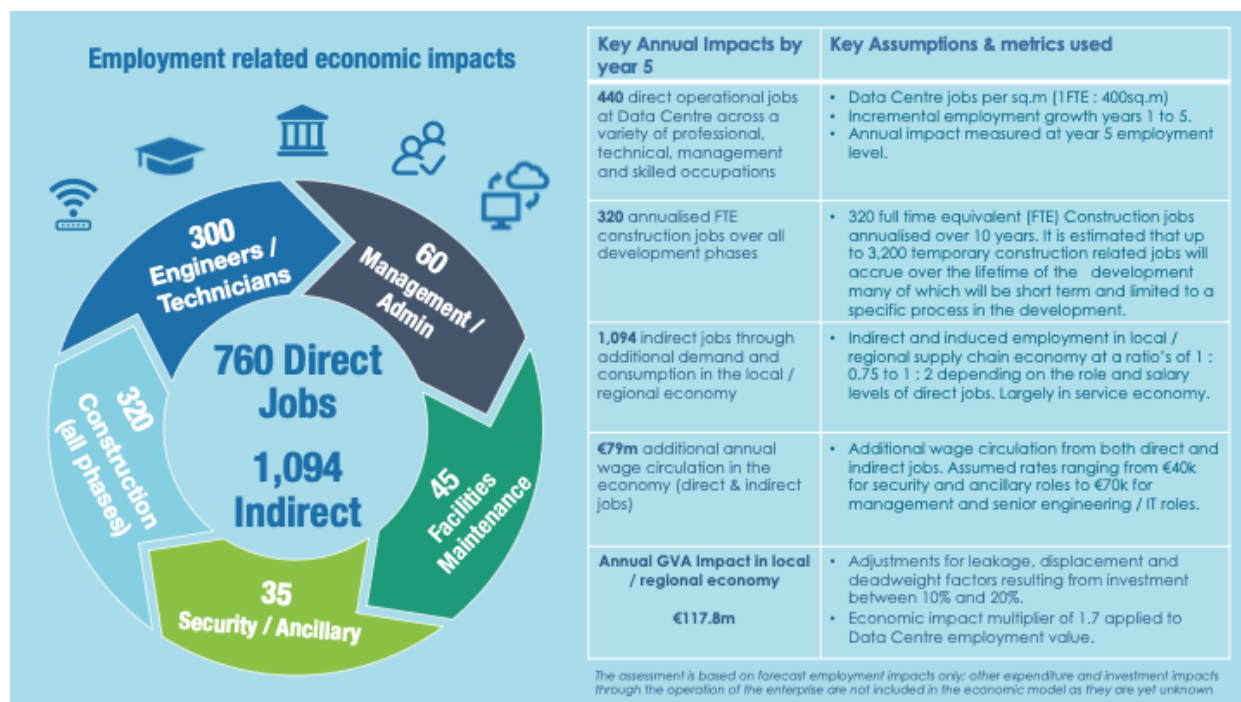 Employment related economic impacts
300
Engineers /
Technicians
60
Management /
Admin
45
Facilities
Maintenance
35
Security / Ancillary
320
Construction
(all phases)
760 Direct
Jobs
1,094
Indirect
Key Annual Impacts by
year 5
Key Assumptions & metrics used
440 direct operational jobs
at Data Centre across a
variety of professional,
technical, management
and skilled occupations
• Data Centre jobs per sq.m (1FTE : 400sq.m)
• Incremental employment growth years 1 to 5.
• Annual impact measured at year 5 employment
level.
320 annualised FTE
construction jobs over all
development phases
• 320 full time equivalent (FTE) Construction jobs
annualised over 10 years. It is estimated that up
to 3,200 temporary construction related jobs will
accrue over the lifetime of the development
many of which will be short term and limited to a
specific process in the development.
1,094 indirect jobs through
additional demand and
consumption in the local /
regional economy
• Indirect and induced employment in local /
regional supply chain economy at a ratio's of 1 :
0.75 to 1 : 2 depending on the role and salary
levels of direct jobs. Largely in service economy.
€79m additional annual
wage circulation in the
economy (direct & indirect
jobs)
• Additional wage circulation from both direct and
indirect jobs. Assumed rates ranging from €40k
for security and ancillary roles to €70k for
management and senior engineering / IT roles.
Annual GVA Impact in local
/ regional economy
€117.8m
• Adjustments for leakage, displacement and
deadweight factors resulting from investment
between 10% and 20%.
• Economic impact multiplier of 1.7 applied to
Data Centre employment value.
The assessment is based on forecast employment impacts only; other expenditure and investment impacts
through the operation of the enterprise are not included in the economic model as they are yet unknown